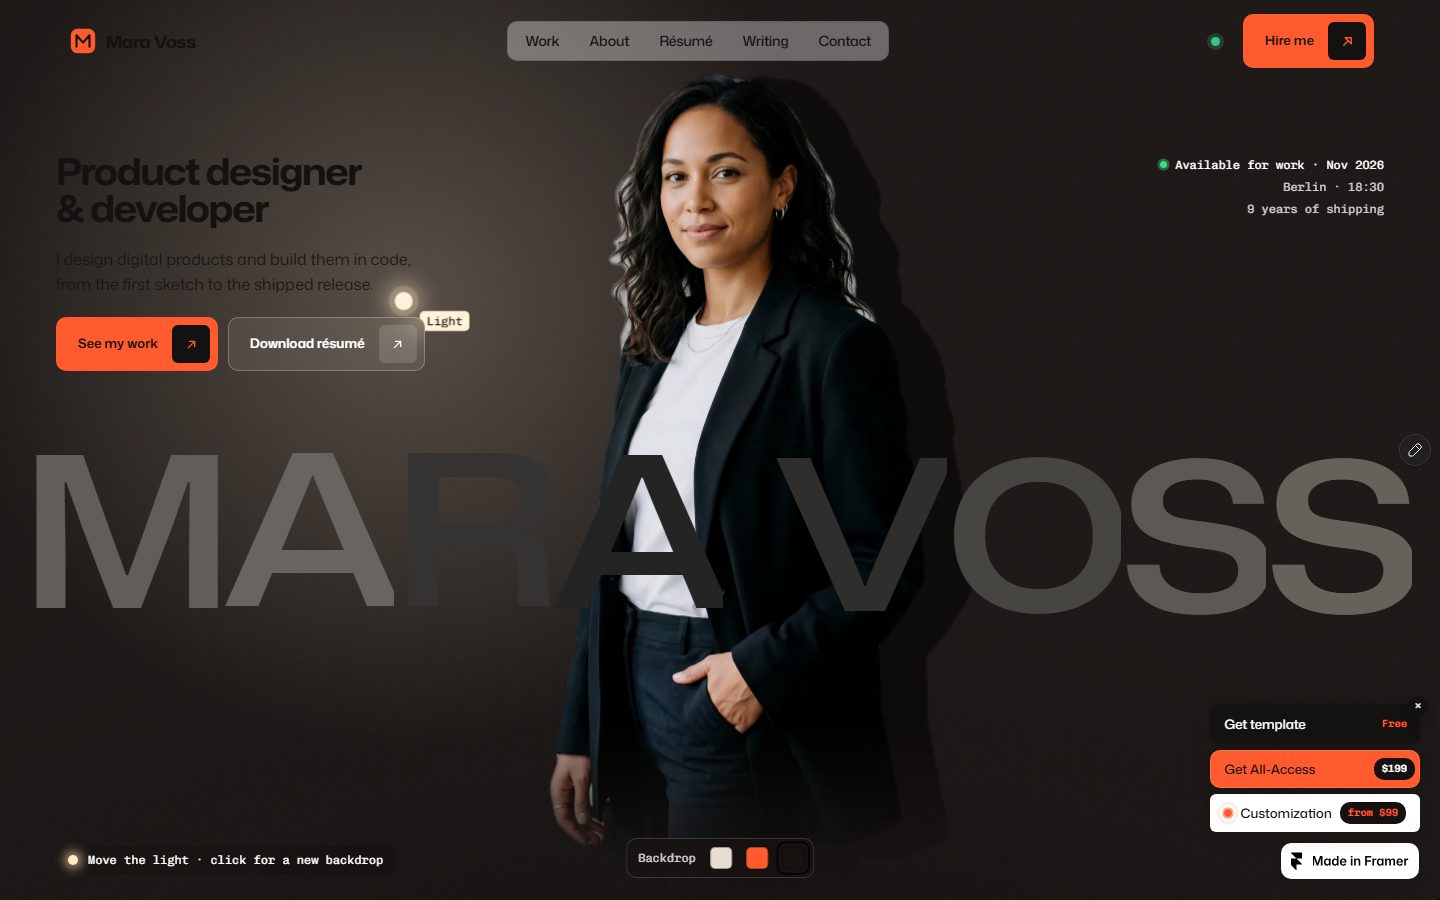 M Mara Voss
Work About Résumé Writing Contact
Hire me
Product designer
& developer
I design digital products and build them in code,
from the first sketch to the shipped release.
Light
See my work
Download résumé
Available for work · Nov 2026
Berlin · 18:30
9 years of shipping
MARA VOSS
Get template Free
Get All-Access $199
Customization from $99
Made in Framer
Move the light · click for a new backdrop
Backdrop